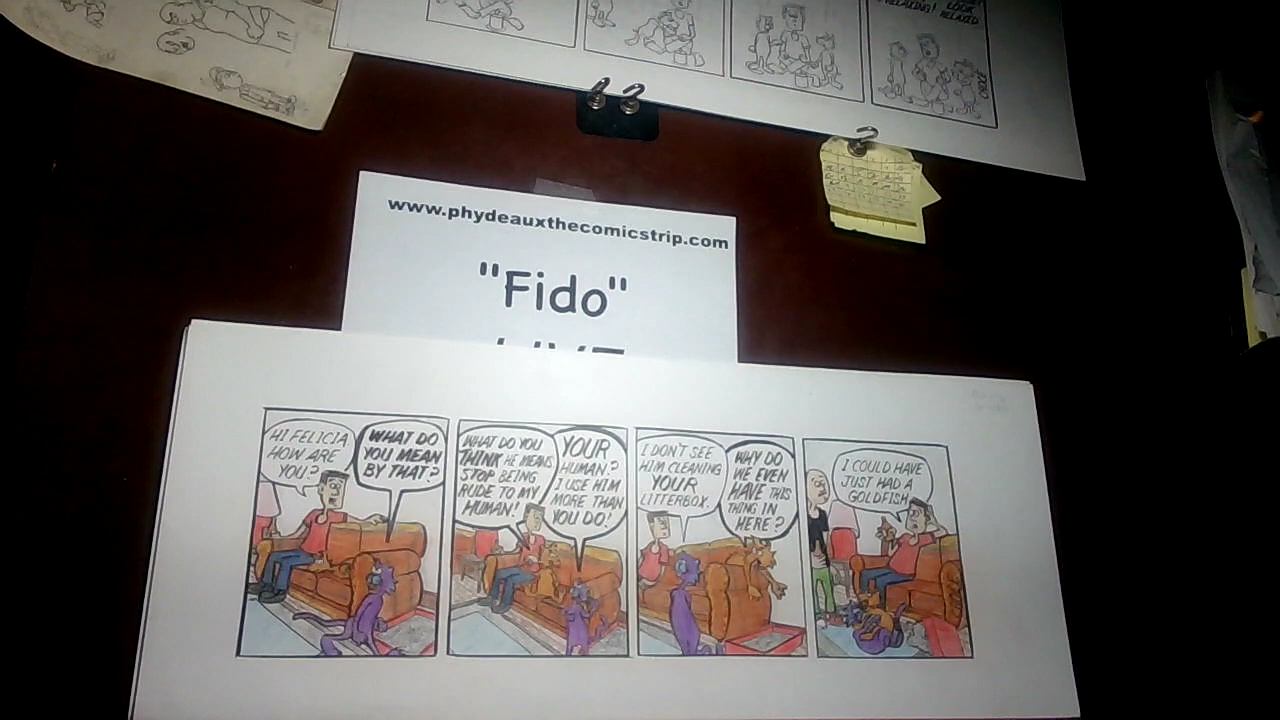 LOOK
RELAXING! RELAXED
www.phydeauxthecomicstrip.com
"Fido"
HI FELICIA
HOW ARE
YOU?
WHAT DO
YOU MEAN
BY THAT?
WHAT DO YOU
THINK HE MEANS
STOP BEING
RUDE TO MY
HUMAN!
YOUR
HUMAN?
I USE HIM
MORE THAN
YOU DO!
I DON'T SEE
HIM CLEANING
YOUR
LITTERBOX.
WHY DO
WE EVEN
HAVE THIS
THING IN
HERE?
I COULD HAVE
JUST HAD A
GOLDFISH